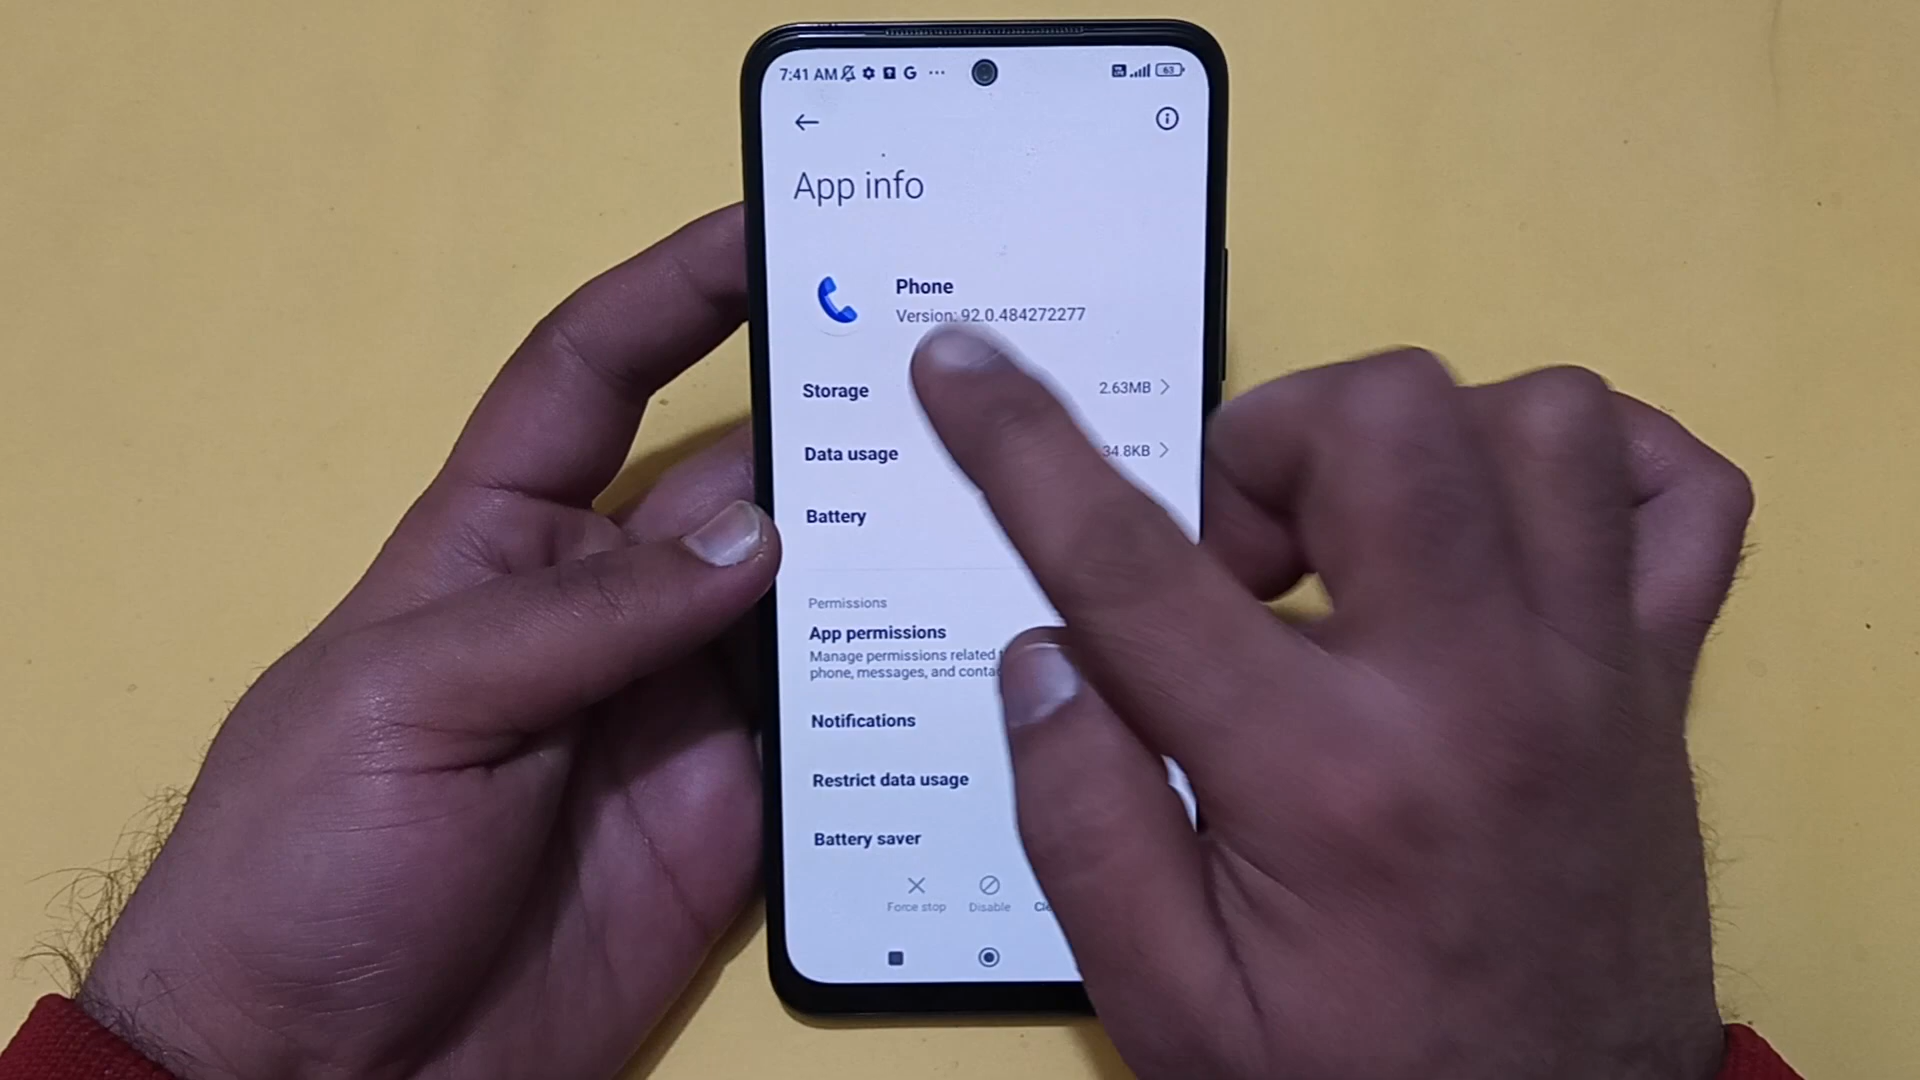 7:41 AM G ... 63
App info
Phone
Version: 92.0.484272277
Storage 2.63MB
Data usage 34.8KB
Battery
Permissions
App permissions
Manage permissions related
phone, messages, and
Notifications
Restrict data usage
Battery saver
Force stop Disable